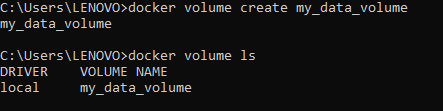 C:\Users\LENOVO>docker volume create my_data_volume
my_data_volume
C:\Users\LENOVO>docker volume ls
DRIVER    VOLUME NAME
local     my_data_volume